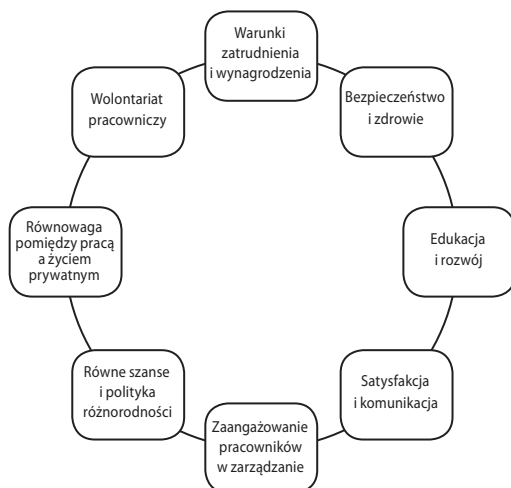 Warunki
zatrudnienia
i wynagrodzenia
Bezpieczeństwo
i zdrowie
Edukacja
i rozwój
Satysfakcja
i komunikacja
Zaangażowanie
pracowników
w zarządzanie
Równe szanse
i polityka
różnorodności
Równowaga
pomiędzy pracą
a życiem
prywatnym
Wolontariat
pracowniczy